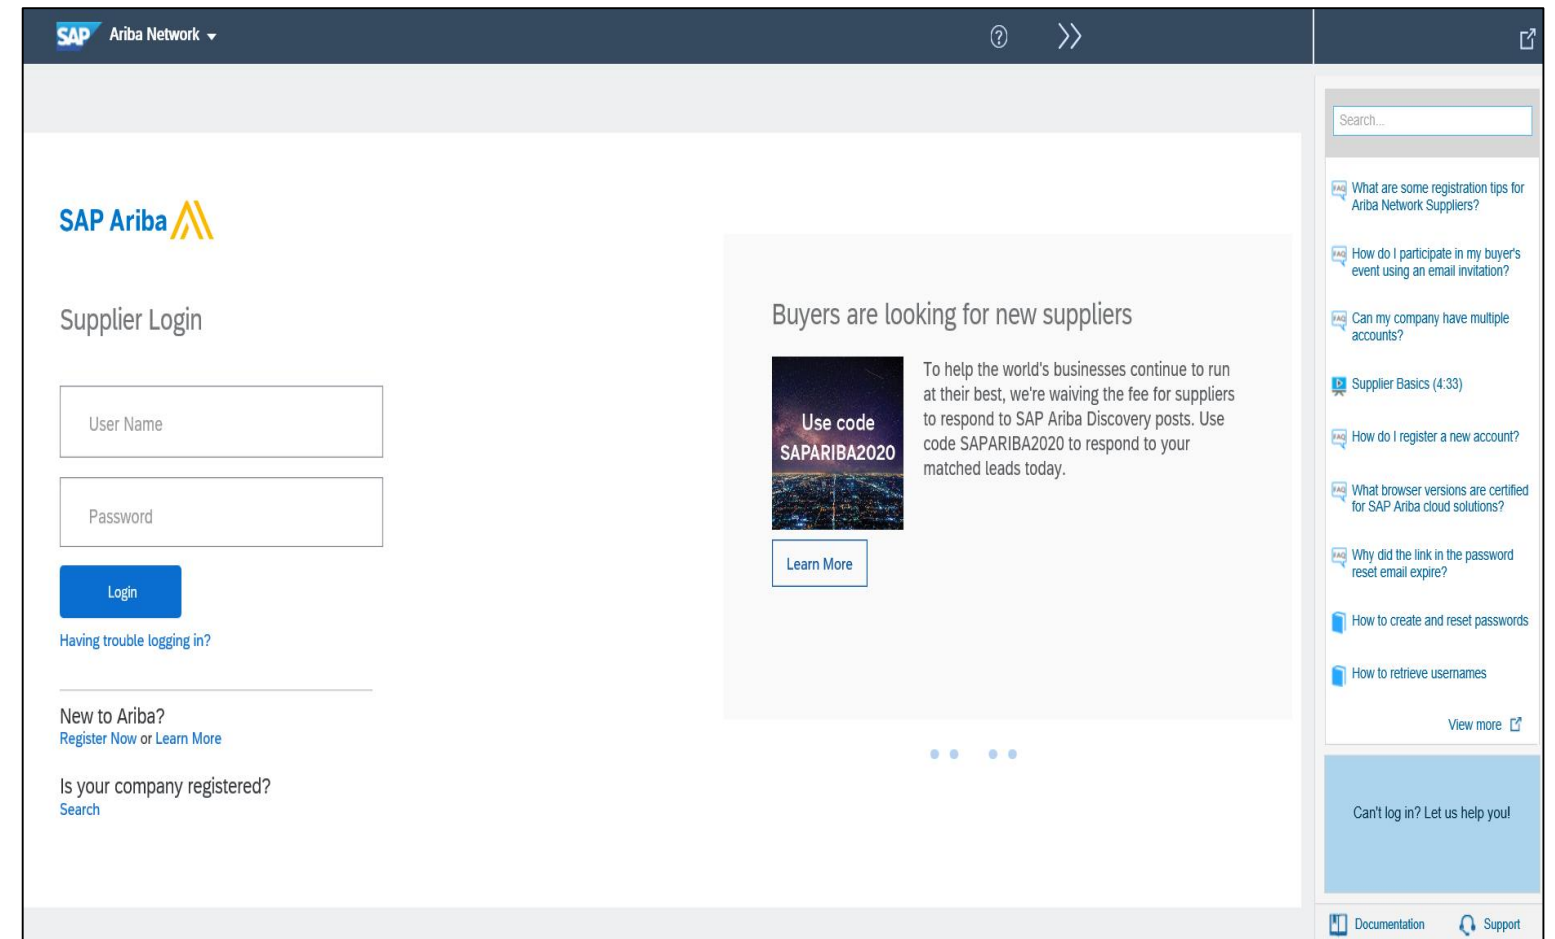 SAP Ariba Network
Search...
What are some registration tips for
Ariba Network Suppliers?
How do I participate in my buyer's
event using an email invitation?
Can my company have multiple
accounts?
Supplier Basics (4:33)
How do I register a new account?
What browser versions are certified
for SAP Ariba cloud solutions?
Why did the link in the password
reset email expire?
How to create and reset passwords
How to retrieve usernames
View more
Can't log in? Let us help you!
Documentation Support
SAP Ariba
Supplier Login
User Name
Password
Login
Having trouble logging in?
New to Ariba?
Register Now or Learn More
Is your company registered?
Search
Buyers are looking for new suppliers
Use code
SAPARIBA2020
To help the world's businesses continue to run
at their best, we're waiving the fee for suppliers
to respond to SAP Ariba Discovery posts. Use
code SAPARIBA2020 to respond to your
matched leads today.
Learn More